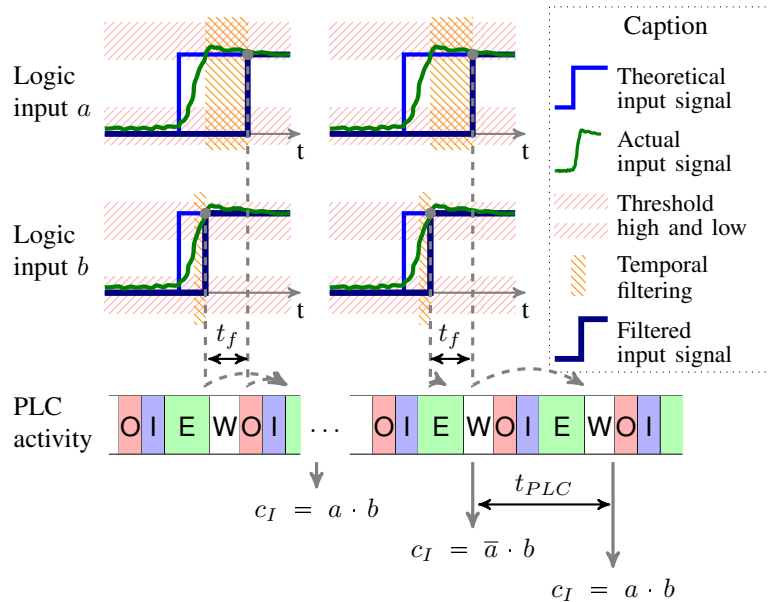 Logic
input a
t
t
Logic
input b
t
t
t_f
t_f
PLC
activity
O I E W O I ... O I E W O I E W O I
c_I = a · b
t_PLC
c_I = a̅ · b
c_I = a · b
Caption
Theoretical
input signal
Actual
input signal
Threshold
high and low
Temporal
filtering
Filtered
input signal